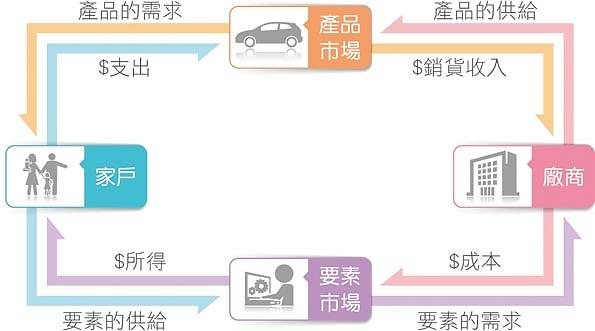 產品的需求
產品的供給
產品
市場
$支出
$銷貨收入
家戶
廠商
$所得
$成本
要素
市場
要素的供給
要素的需求